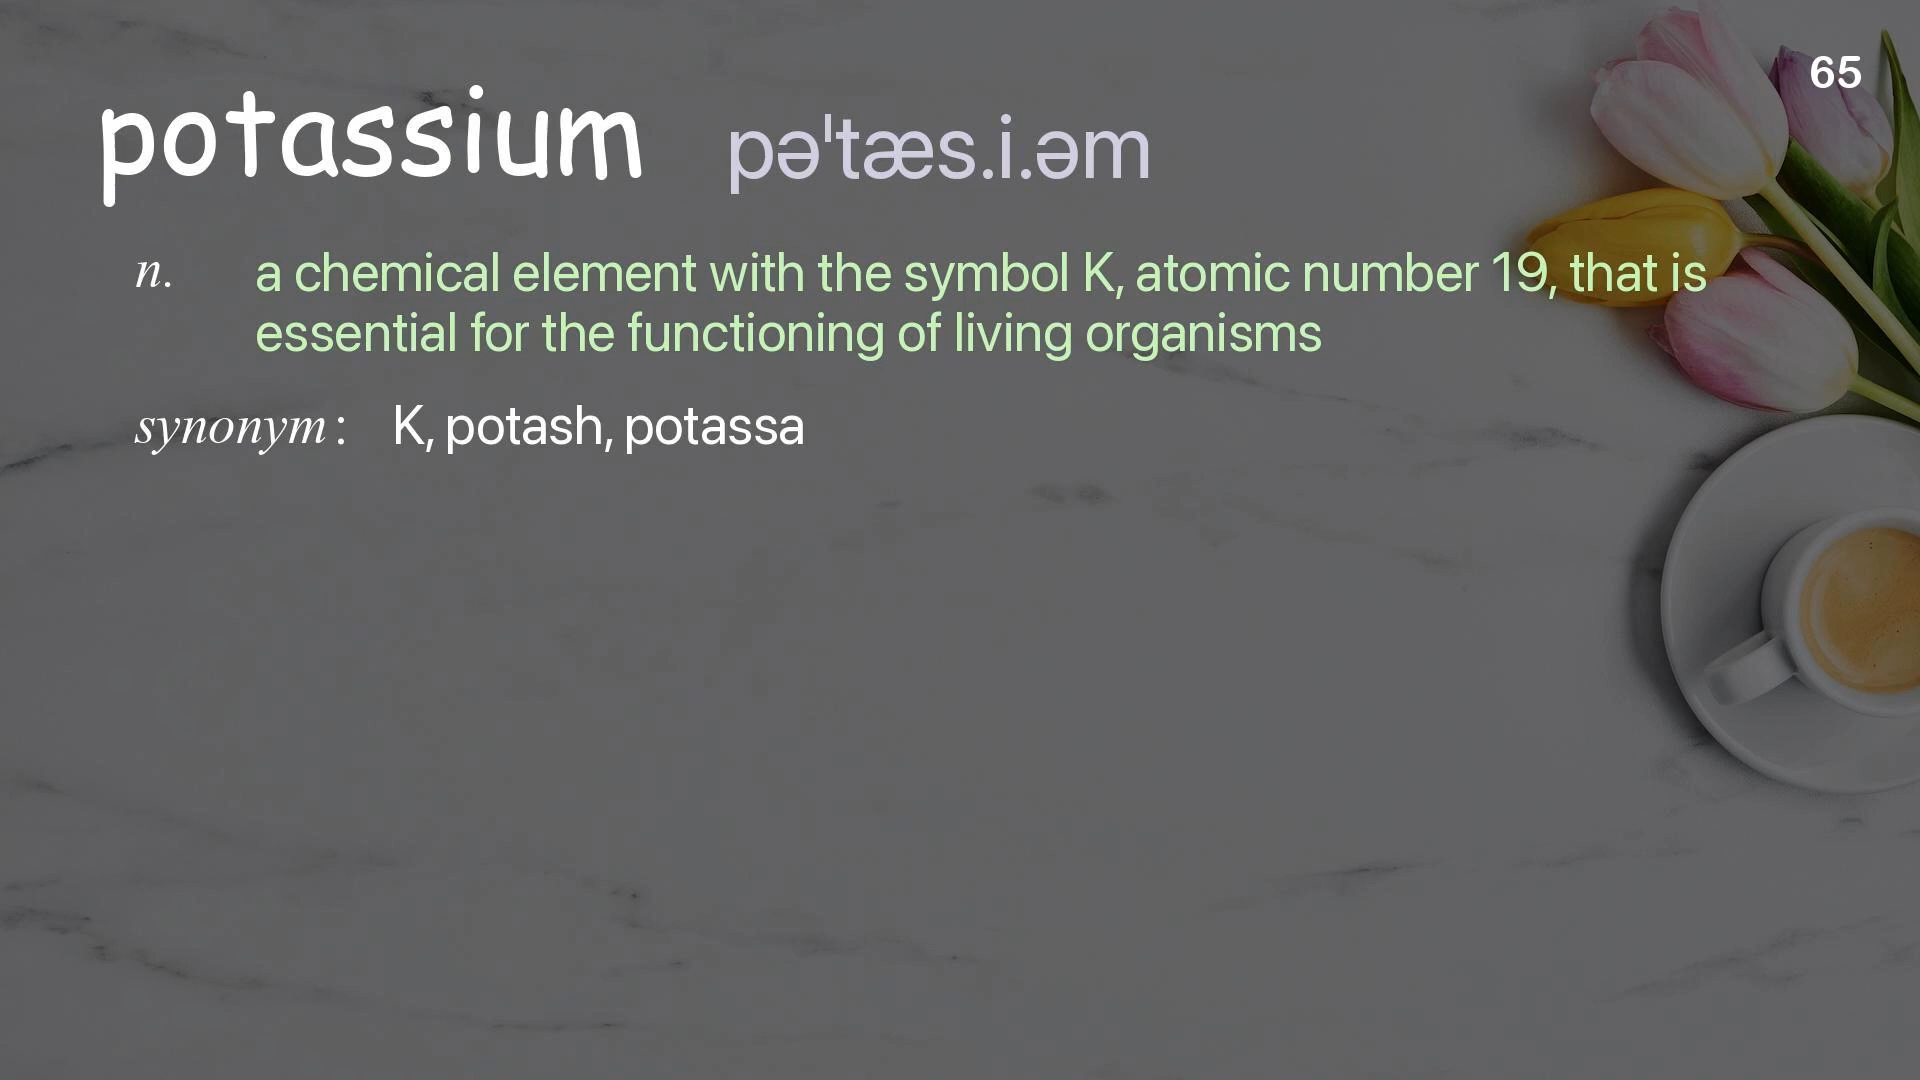 65
potassium pəˈtæs.i.əm
n. a chemical element with the symbol K, atomic number 19, that is
essential for the functioning of living organisms
synonym: K, potash, potassa